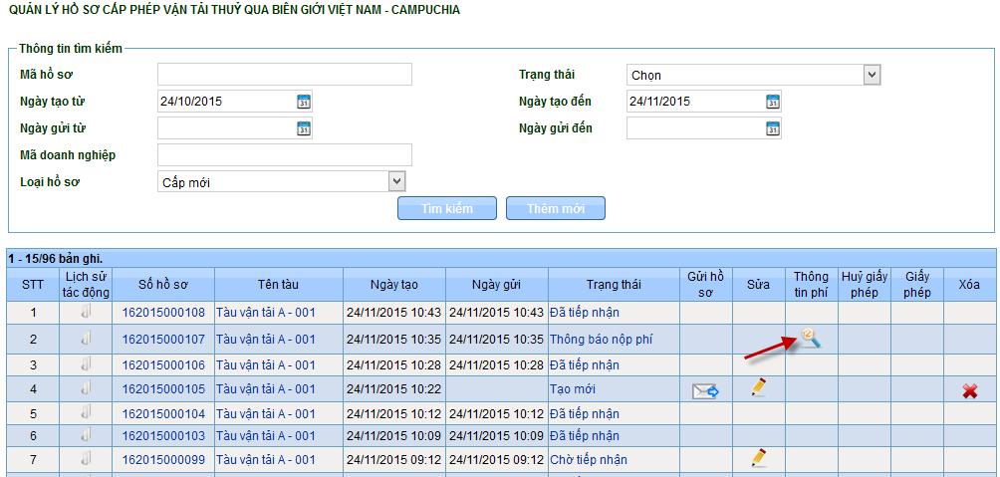 QUẢN LÝ HỒ SƠ CẤP PHÉP VẬN TẢI THUỶ QUA BIÊN GIỚI VIỆT NAM - CAMPUCHIA
Thông tin tìm kiếm
Mã hồ sơ Trạng thái Chọn
Ngày tạo từ 24/10/2015 31 Ngày tạo đến 24/11/2015 31
Ngày gửi từ 31 Ngày gửi đến 31
Mã doanh nghiệp
Loại hồ sơ Cấp mới
Tìm kiếm Thêm mới
1 - 15/96 bản ghi.
STT Lịch sử tác động Số hồ sơ Tên tàu Ngày tạo Ngày gửi Trạng thái Gửi hồ sơ Sửa Thông tin phí Huỷ giấy phép Giấy phép Xóa
1 162015000108 Tàu vận tải A - 001 24/11/2015 10:43 24/11/2015 10:43 Đã tiếp nhận
2 162015000107 Tàu vận tải A - 001 24/11/2015 10:35 24/11/2015 10:35 Thông báo nộp phí
3 162015000106 Tàu vận tải A - 001 24/11/2015 10:28 24/11/2015 10:28 Đã tiếp nhận
4 162015000105 Tàu vận tải A - 001 24/11/2015 10:22 Tạo mới
5 162015000104 Tàu vận tải A - 001 24/11/2015 10:12 24/11/2015 10:12 Đã tiếp nhận
6 162015000103 Tàu vận tải A - 001 24/11/2015 10:09 24/11/2015 10:09 Đã tiếp nhận
7 162015000099 Tàu vận tải A - 001 24/11/2015 09:12 24/11/2015 09:12 Chờ tiếp nhận